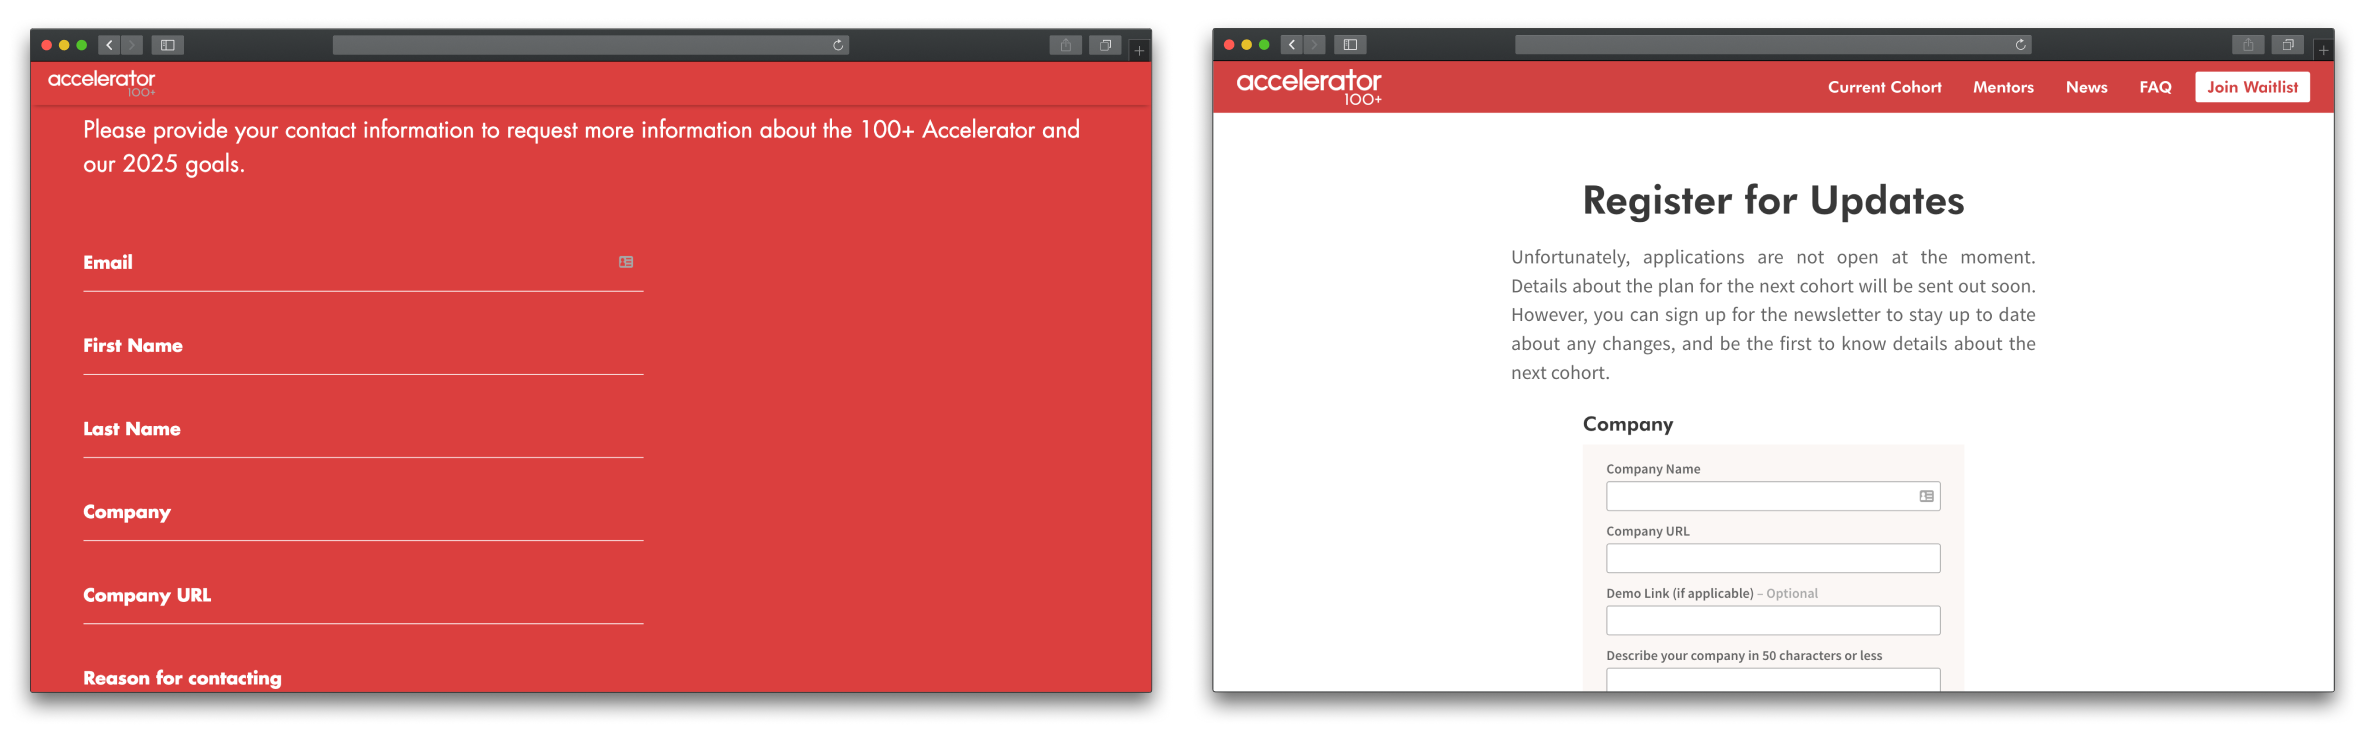 accelerator
100+
Please provide your contact information to request more information about the 100+ Accelerator and
our 2025 goals.
Email
First Name
Last Name
Company
Company URL
Reason for contacting
accelerator
100+
Current Cohort Mentors News FAQ Join Waitlist
Register for Updates
Unfortunately, applications are not open at the moment.
Details about the plan for the next cohort will be sent out soon.
However, you can sign up for the newsletter to stay up to date
about any changes, and be the first to know details about the
next cohort.
Company
Company Name
Company URL
Demo Link (if applicable) – Optional
Describe your company in 50 characters or less